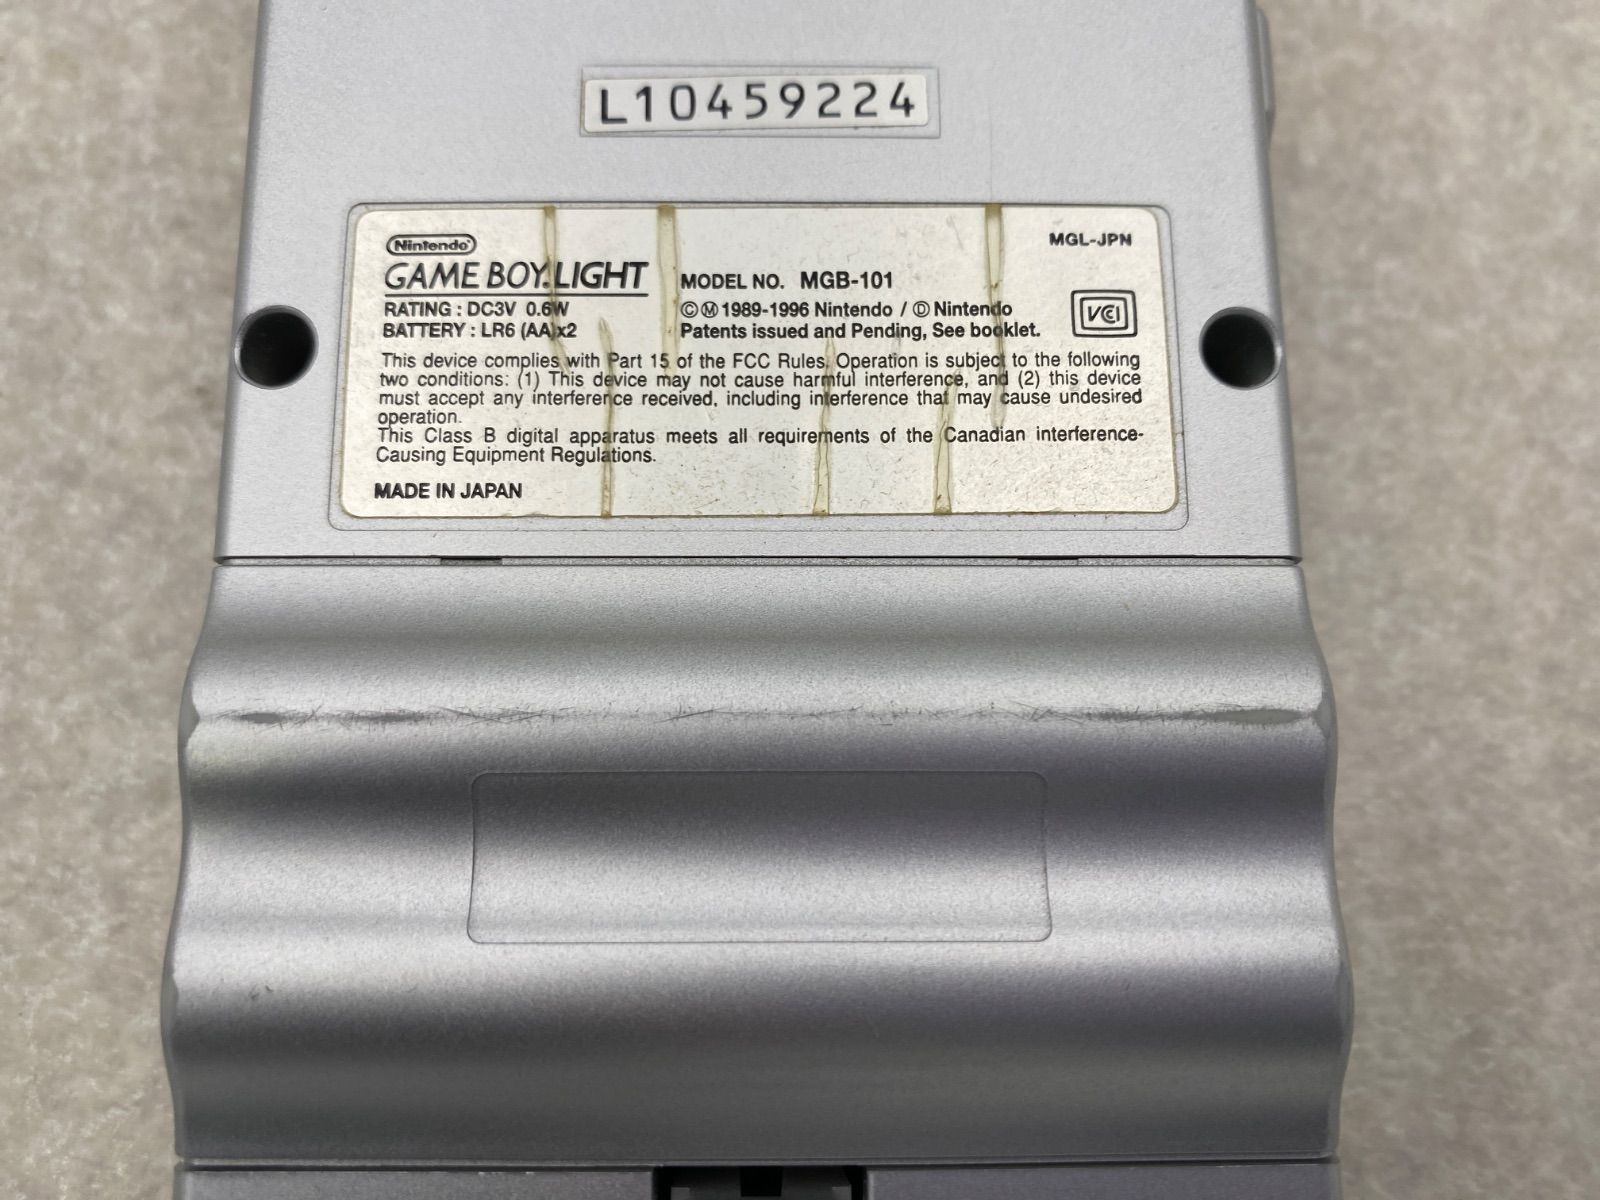 L10459224
Nintendo
MGL-JPN
GAME BOY LIGHT
MODEL NO. MGB-101
RATING : DC3V 0.6W
©Ⓜ 1989-1996 Nintendo / Ⓓ Nintendo
VCI
BATTERY : LR6 (AA)x2
Patents issued and Pending, See booklet.
This device complies with Part 15 of the FCC Rules. Operation is subject to the following
two conditions: (1) This device may not cause harmful interference, and (2) this device
must accept any interference received, including interference that may cause undesired
operation.
This Class B digital apparatus meets all requirements of the Canadian interference-
Causing Equipment Regulations.
MADE IN JAPAN